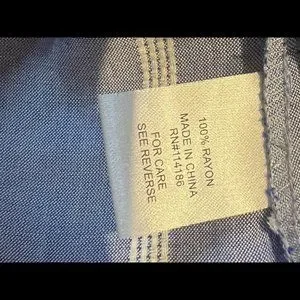 100% RAYON
MADE IN CHINA
RN#114186
FOR CARE
SEE REVERSE